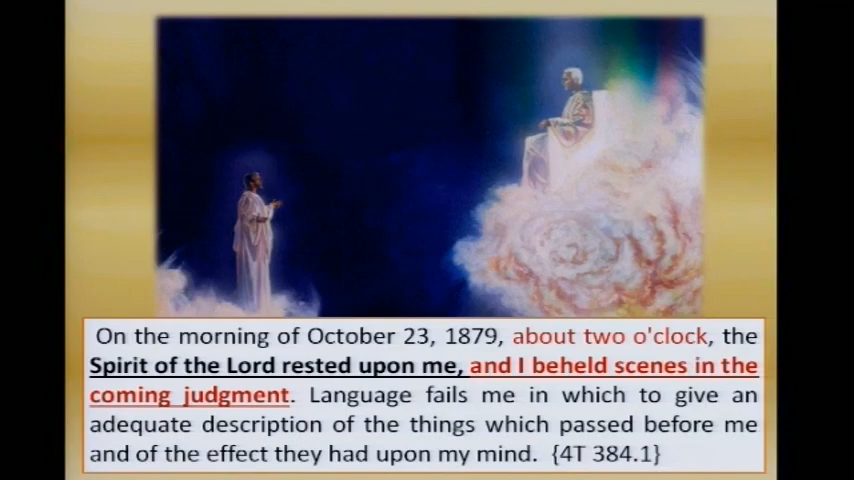 On the morning of October 23, 1879, about two o'clock, the
Spirit of the Lord rested upon me, and I beheld scenes in the
coming judgment. Language fails me in which to give an
adequate description of the things which passed before me
and of the effect they had upon my mind. {4T 384.1}